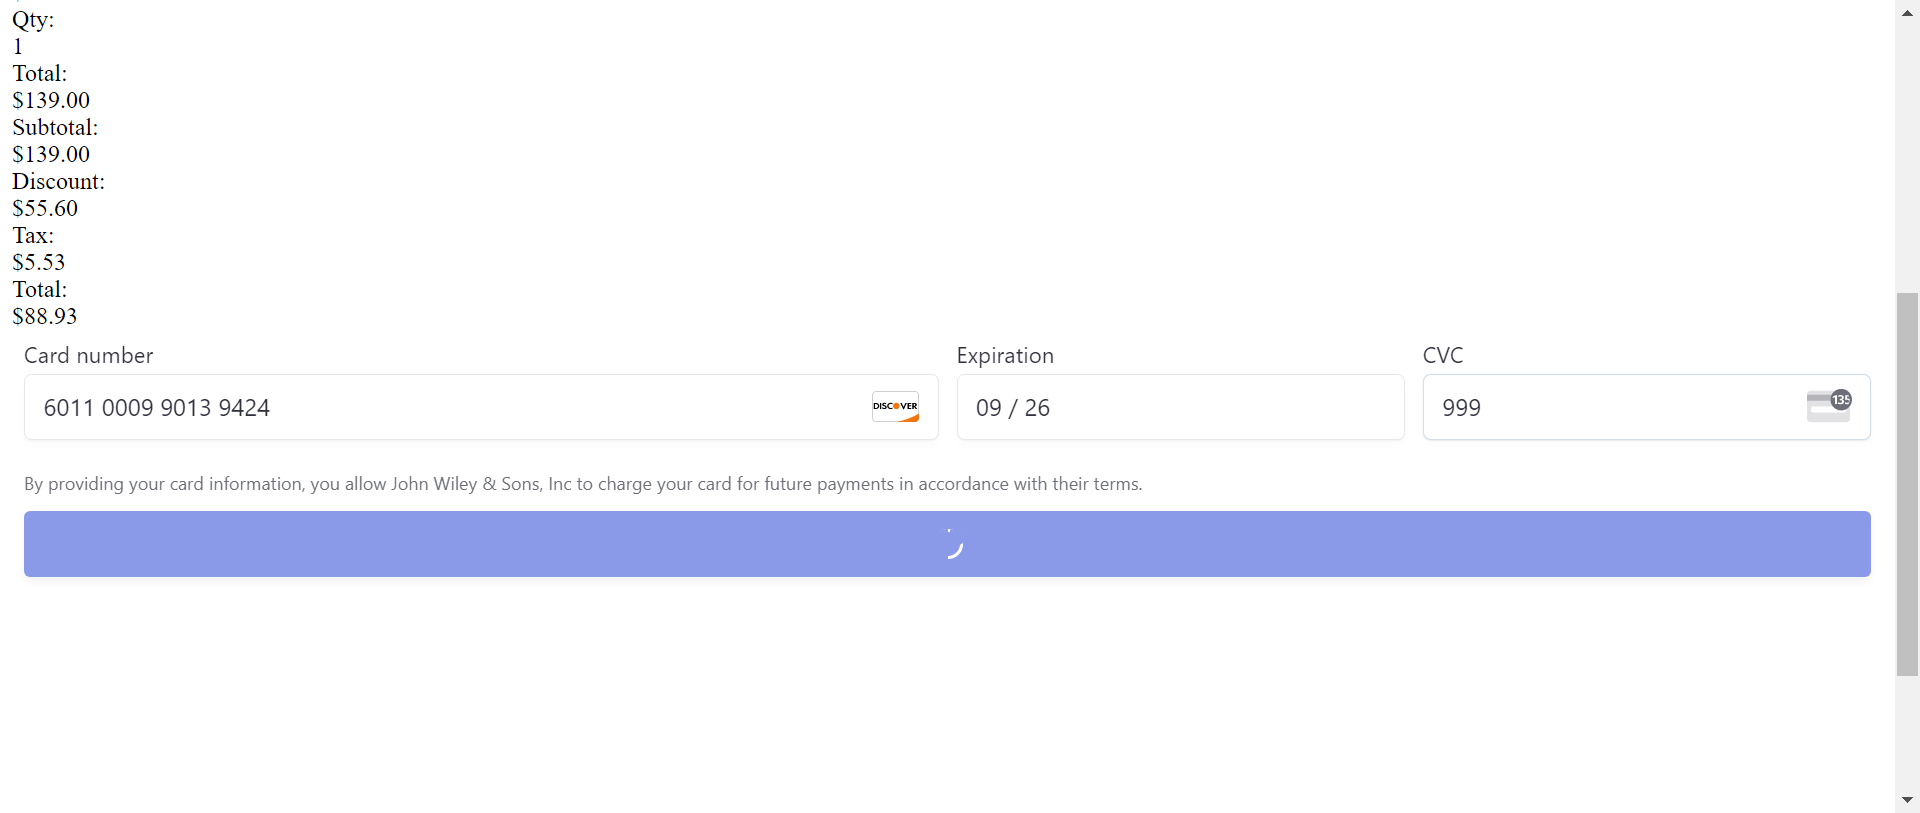 Qty:
1
Total:
$139.00
Subtotal:
$139.00
Discount:
$55.60
Tax:
$5.53
Total:
$88.93
Card number
Expiration
CVC
6011 0009 9013 9424
DISCOVER
09 / 26
999
135
By providing your card information, you allow John Wiley & Sons, Inc to charge your card for future payments in accordance with their terms.